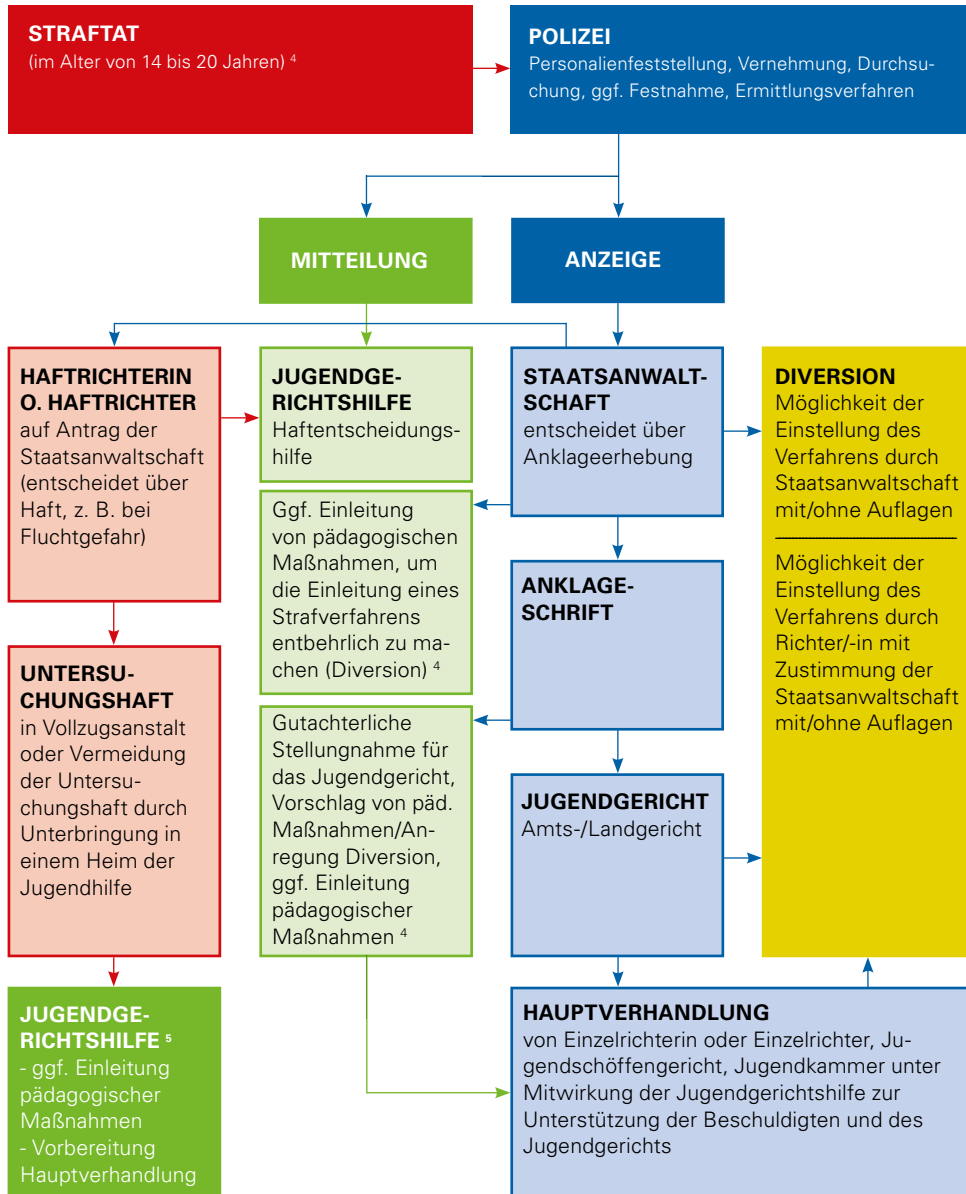 STRAFTAT
(im Alter von 14 bis 20 Jahren) ⁴
POLIZEI
Personalienfeststellung, Vernehmung, Durchsu-
chung, ggf. Festnahme, Ermittlungsverfahren
MITTEILUNG
ANZEIGE
HAFTRICHTERIN
O. HAFTRICHTER
auf Antrag der
Staatsanwaltschaft
(entscheidet über
Haft, z. B. bei
Fluchtgefahr)
JUGENDGE-
RICHTSHILFE
Haftentscheidungs-
hilfe
STAATSANWALT-
SCHAFT
entscheidet über
Anklageerhebung
DIVERSION
Möglichkeit der
Einstellung des
Verfahrens durch
Staatsanwaltschaft
mit/ohne Auflagen
Möglichkeit der
Einstellung des
Verfahrens durch
Richter/-in mit
Zustimmung der
Staatsanwaltschaft
mit/ohne Auflagen
Ggf. Einleitung
von pädagogischen
Maßnahmen, um
die Einleitung eines
Strafverfahrens
entbehrlich zu ma-
chen (Diversion) ⁴
ANKLAGE-
SCHRIFT
UNTERSU-
CHUNGSHAFT
in Vollzugsanstalt
oder Vermeidung
der Untersu-
chungshaft durch
Unterbringung in
einem Heim der
Jugendhilfe
Gutachterliche
Stellungnahme für
das Jugendgericht,
Vorschlag von päd.
Maßnahmen/An-
regung Diversion,
ggf. Einleitung
pädagogischer
Maßnahmen ⁴
JUGENDGERICHT
Amts-/Landgericht
JUGENDGE-
RICHTSHILFE ⁵
- ggf. Einleitung
pädagogischer
Maßnahmen
- Vorbereitung
Hauptverhandlung
HAUPTVERHANDLUNG
von Einzelrichterin oder Einzelrichter, Ju-
gendschöffengericht, Jugendkammer unter
Mitwirkung der Jugendgerichtshilfe zur
Unterstützung der Beschuldigten und des
Jugendgerichts